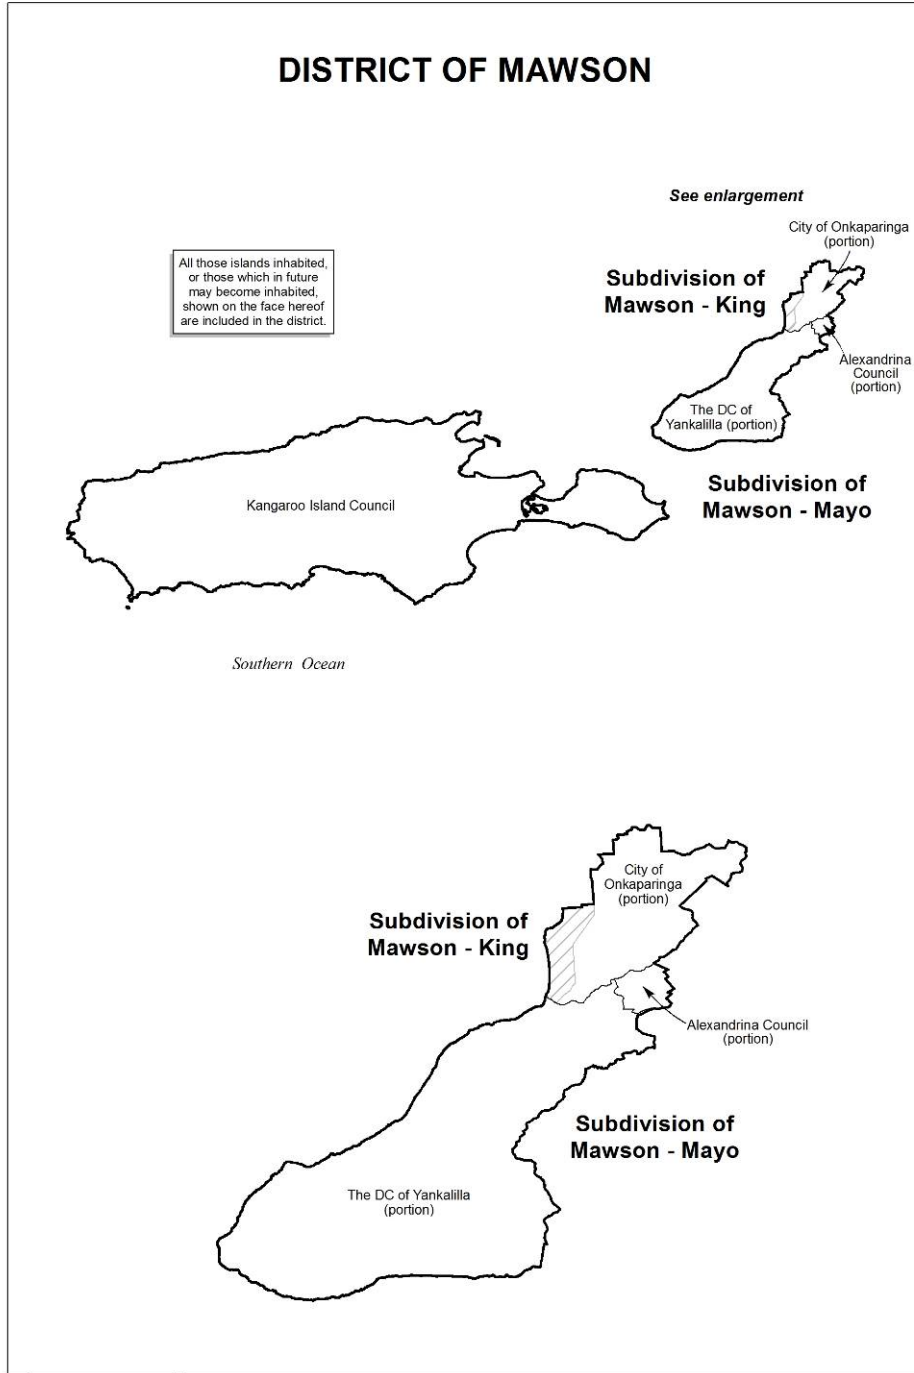 DISTRICT OF MAWSON
See enlargement
City of Onkaparinga
(portion)
All those islands inhabited,
or those which in future
may become inhabited,
shown on the face hereof
are included in the district.
Subdivision of
Mawson - King
Alexandrina
Council
(portion)
The DC of
Yankalilla (portion)
Subdivision of
Mawson - Mayo
Kangaroo Island Council
Southern Ocean
City of
Onkaparinga
(portion)
Subdivision of
Mawson - King
Alexandrina Council
(portion)
Subdivision of
Mawson - Mayo
The DC of Yankalilla
(portion)